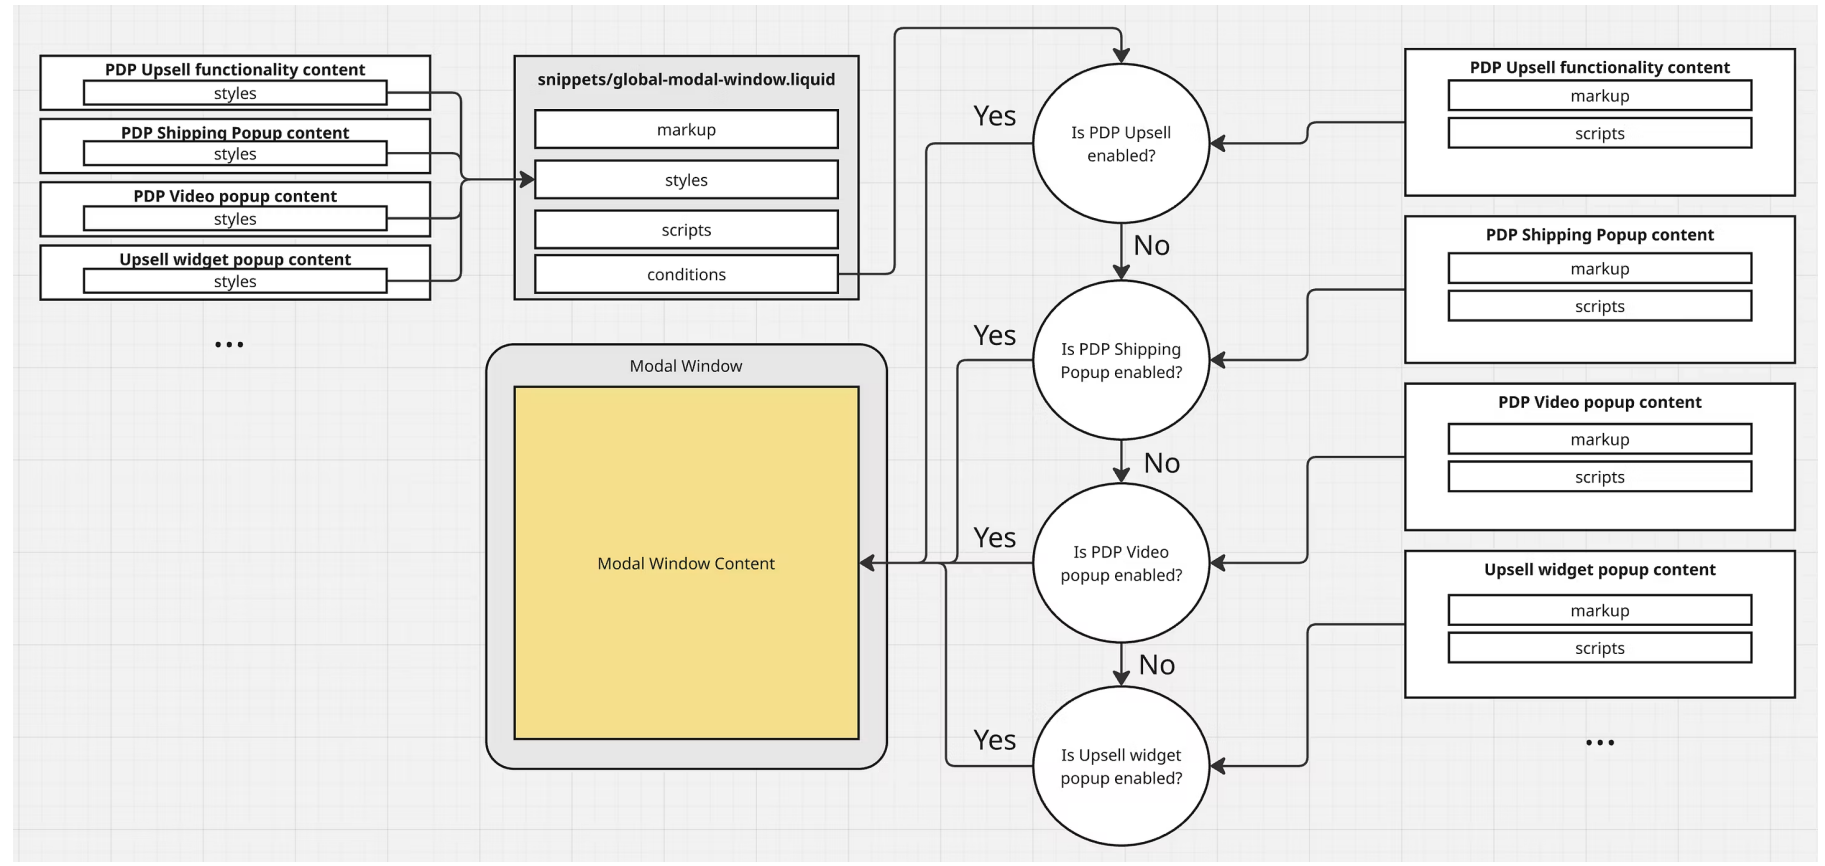 PDP Upsell functionality content
styles
PDP Shipping Popup content
styles
PDP Video popup content
styles
Upsell widget popup content
styles
...
snippets/global-modal-window.liquid
markup
styles
scripts
conditions
Modal Window
Modal Window Content
Yes
Is PDP Upsell
enabled?
No
Yes
Is PDP Shipping
Popup enabled?
No
Yes
Is PDP Video
popup enabled?
No
Yes
Is Upsell widget
popup enabled?
PDP Upsell functionality content
markup
scripts
PDP Shipping Popup content
markup
scripts
PDP Video popup content
markup
scripts
Upsell widget popup content
markup
scripts
...